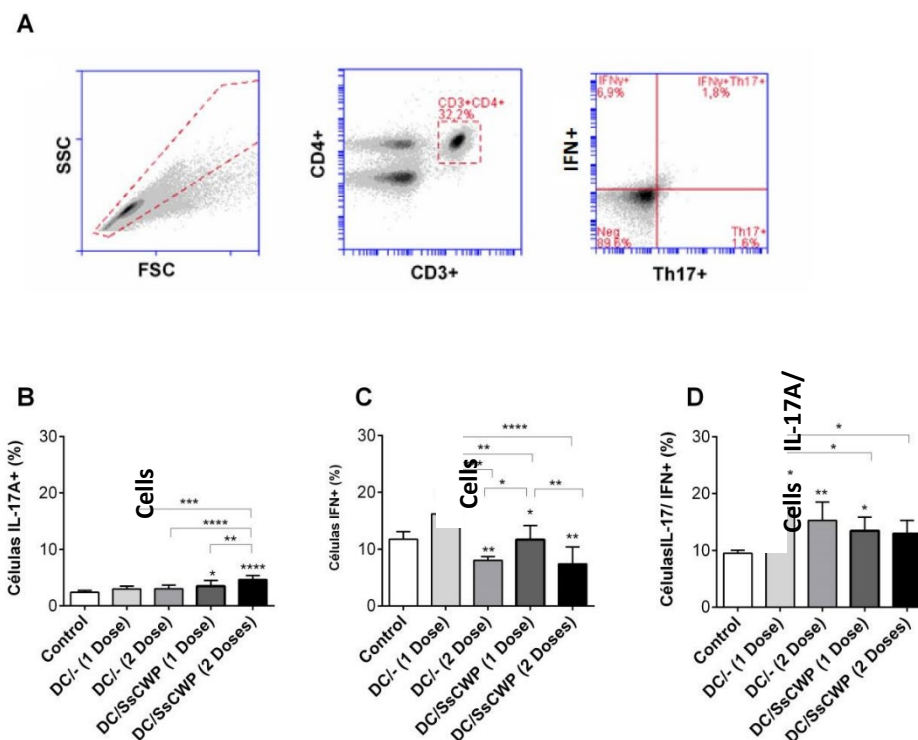 A
SSC
FSC
CD4+
CD3+CD4+
32,2%
CD3+
IFN+
IFNγ+
6,9%
IFNγ+Th17+
1,8%
Neg
89,6%
Th17+
1,6%
Th17+
B
Células IL-17A+ (%)
30
20
10
0
Cells
***
****
**
*
****
Control
DC/- (1 Dose)
DC/- (2 Dose)
DC/SsCWP (1 Dose)
DC/SsCWP (2 Doses)
C
Células IFN+ (%)
30
20
10
0
Cells
****
**
*
*
**
**
*
**
Control
DC/- (1 Dose)
DC/- (2 Dose)
DC/SsCWP (1 Dose)
DC/SsCWP (2 Doses)
D
CélulasIL-17/ IFN+ (%)
30
20
10
0
Cells IL-17A/
*
*
*
**
*
Control
DC/- (1 Dose)
DC/- (2 Dose)
DC/SsCWP (1 Dose)
DC/SsCWP (2 Doses)